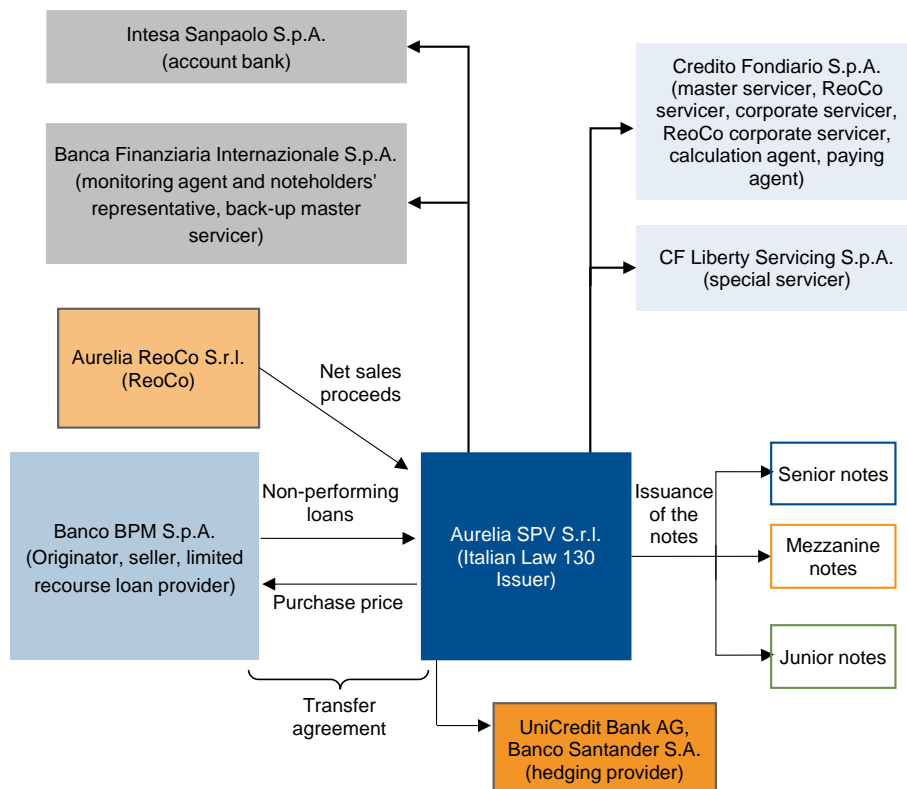 Intesa Sanpaolo S.p.A.
(account bank)
Credito Fondiario S.p.A.
(master servicer, ReoCo
servicer, corporate servicer,
ReoCo corporate servicer,
calculation agent, paying
agent)
Banca Finanziaria Internazionale S.p.A.
(monitoring agent and noteholders'
representative, back-up master
servicer)
CF Liberty Servicing S.p.A.
(special servicer)
Aurelia ReoCo S.r.l.
(ReoCo)
Net sales
proceeds
Banco BPM S.p.A.
(Originator, seller, limited
recourse loan provider)
Non-performing
loans
Purchase price
Transfer
agreement
Aurelia SPV S.r.l.
(Italian Law 130
Issuer)
Issuance
of the
notes
Senior notes
Mezzanine
notes
Junior notes
UniCredit Bank AG,
Banco Santander S.A.
(hedging provider)